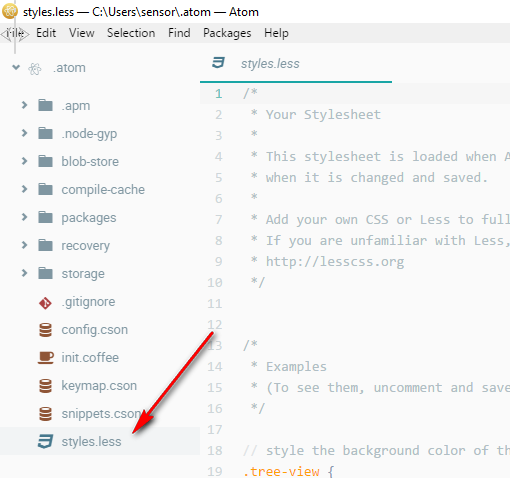 styles.less — C:\Users\sensor\.atom — Atom
File Edit View Selection Find Packages Help
.atom
.apm
.node-gyp
blob-store
compile-cache
packages
recovery
storage
.gitignore
config.cson
init.coffee
keymap.cson
snippets.cson
styles.less
styles.less
1 /*
2 * Your Stylesheet
3 *
4 * This stylesheet is loaded when A
5 * when it is changed and saved.
6 *
7 * Add your own CSS or Less to full
8 * If you are unfamiliar with Less,
9 * http://lesscss.org
10 */
11
12
13 /*
14 * Examples
15 * (To see them, uncomment and save
16 */
17
18 // style the background color of th
19 .tree-view {